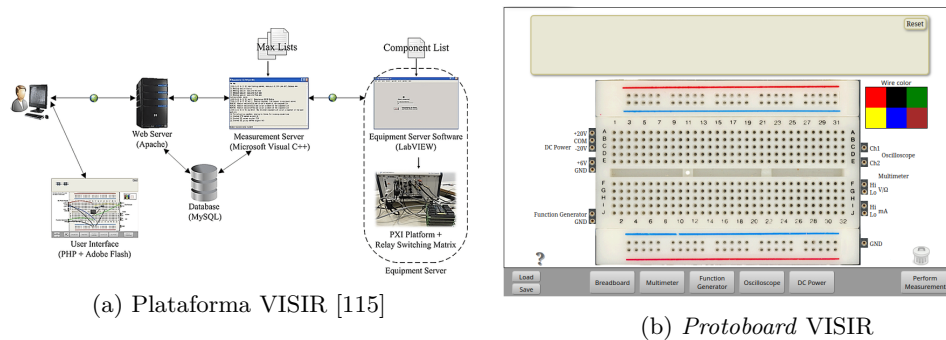 Max Lists
Component List
Web Server
(Apache)
Measurement Server
(Microsoft Visual C++)
Equipment Server Software
(LabVIEW)
Database
(MySQL)
User Interface
(PHP + Adobe Flash)
PXI Platform +
Relay Switching Matrix
Equipment Server
(a) Plataforma VISIR [115]
Reset
Wire color
1 3 5 7 9 11 13 15 17 19 21 23 25 27 29 31
A
B
C
D
E
A
B
C
D
E
+20V
COM
-20V
DC Power
+6V
GND
Ch1
Oscilloscope
Ch2
Multimeter
Hi
Lo
V/Ω
Hi
Lo
mA
F
G
H
I
J
F
G
H
I
J
Function Generator
GND
2 4 6 8 10 12 14 16 18 20 22 24 26 28 30 32
GND
?
Load
Save
Breadboard
Multimeter
Function
Generator
Oscilloscope
DC Power
Perform
Measurement
(b) Protoboard VISIR